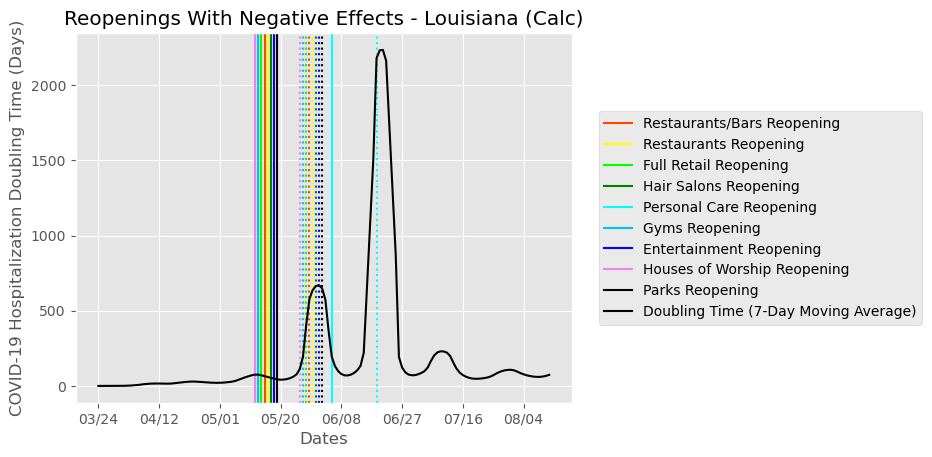 Reopenings With Negative Effects - Louisiana (Calc)
COVID-19 Hospitalization Doubling Time (Days)
2000
1500
1000
500
0
03/24 04/12 05/01 05/20 06/08 06/27 07/16 08/04
Dates
Restaurants/Bars Reopening
Restaurants Reopening
Full Retail Reopening
Hair Salons Reopening
Personal Care Reopening
Gyms Reopening
Entertainment Reopening
Houses of Worship Reopening
Parks Reopening
Doubling Time (7-Day Moving Average)